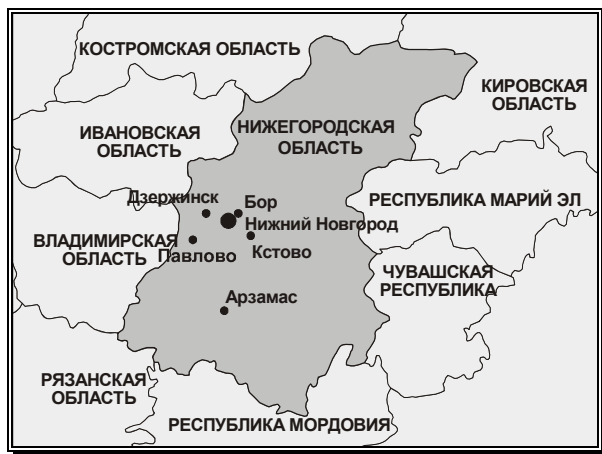 КОСТРОМСКАЯ ОБЛАСТЬ
КИРОВСКАЯ
ОБЛАСТЬ
ИВАНОВСКАЯ
ОБЛАСТЬ
НИЖЕГОРОДСКАЯ
ОБЛАСТЬ
Дзержинск
Бор
РЕСПУБЛИКА МАРИЙ ЭЛ
Нижний Новгород
ВЛАДИМИРСКАЯ
ОБЛАСТЬ
Павлово
Кстово
ЧУВАШСКАЯ
РЕСПУБЛИКА
Арзамас
РЯЗАНСКАЯ
ОБЛАСТЬ
РЕСПУБЛИКА МОРДОВИЯ